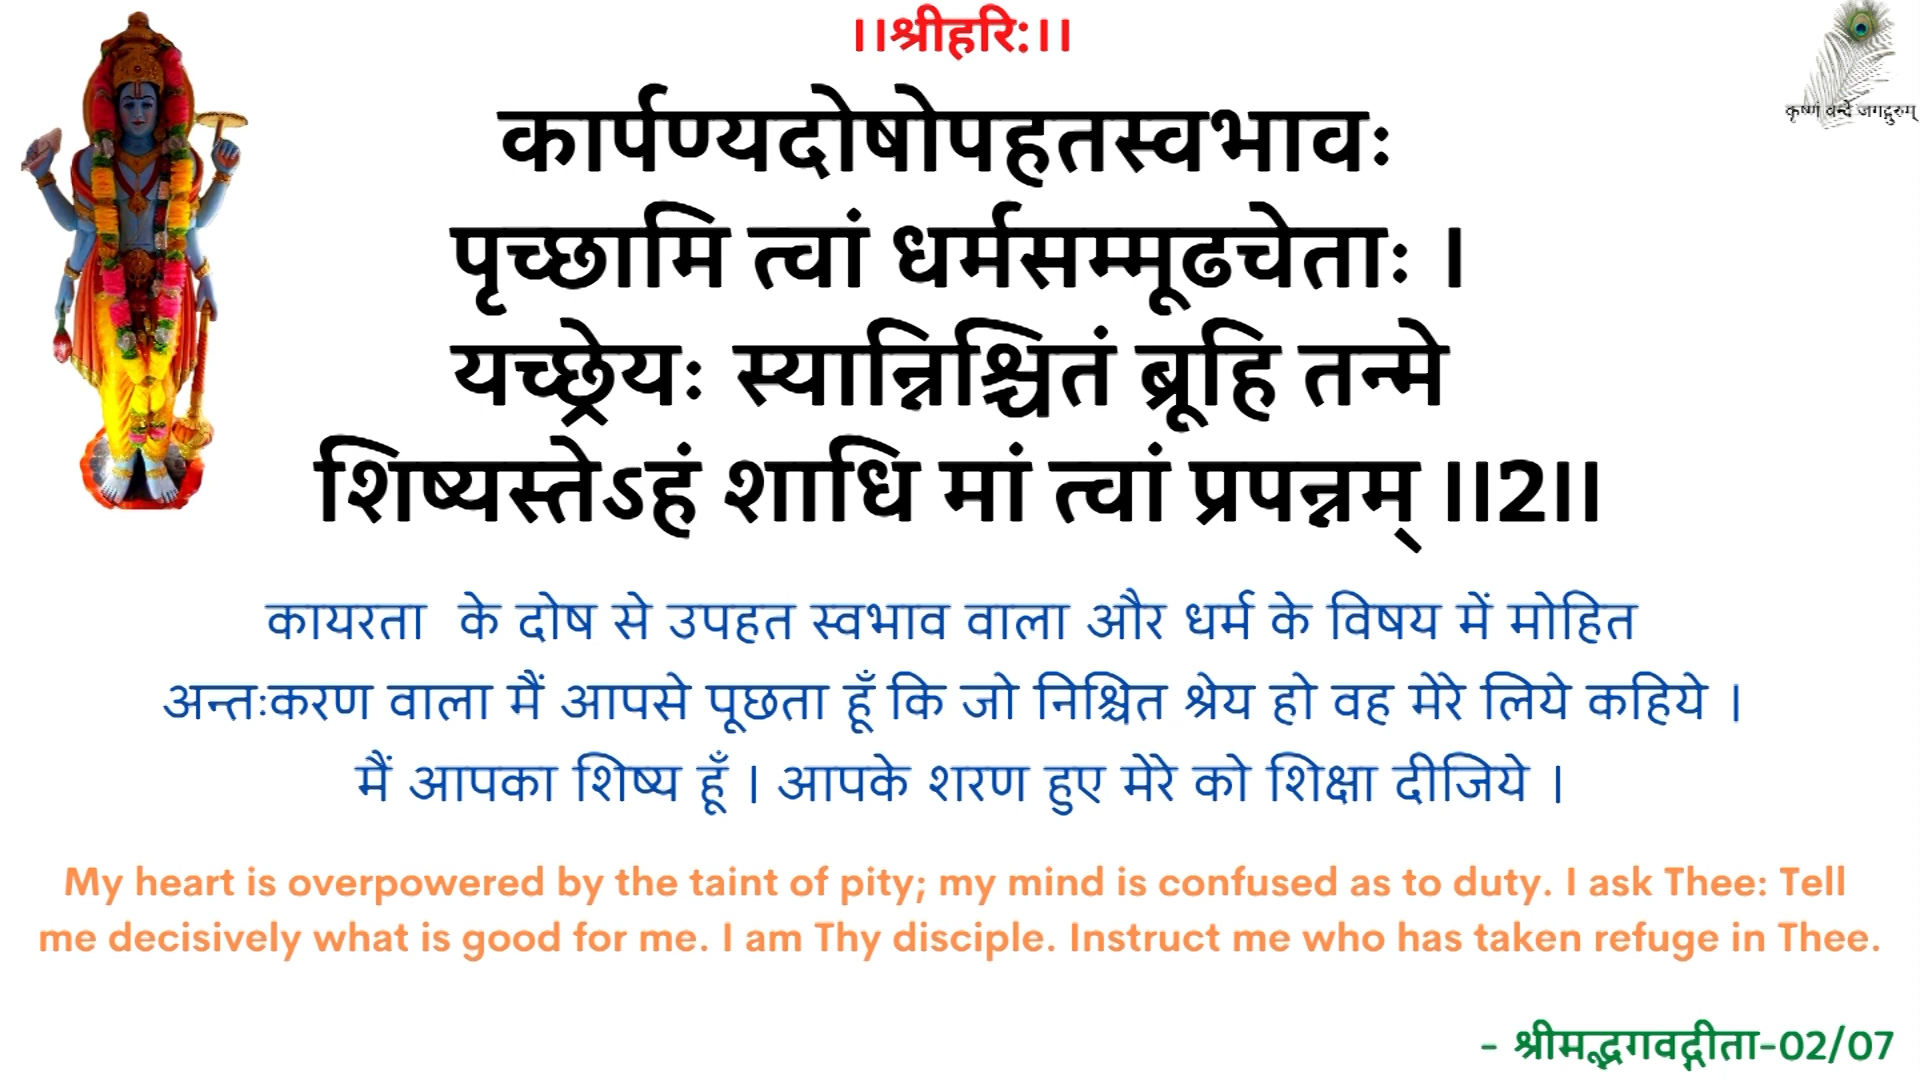 ।।श्रीहरि:।।
कृष्णं वन्दे जगद्गुरुम्
कार्पण्यदोषोपहतस्वभावः
पृच्छामि त्वां धर्मसम्मूढचेताः ।
यच्छ्रेयः स्यान्निश्चितं ब्रूहि तन्मे
शिष्यस्तेऽहं शाधि मां त्वां प्रपन्नम् ।।2।।
कायरता के दोष से उपहत स्वभाव वाला और धर्म के विषय में मोहित
अन्तःकरण वाला मैं आपसे पूछता हूँ कि जो निश्चित श्रेय हो वह मेरे लिये कहिये ।
मैं आपका शिष्य हूँ । आपके शरण हुए मेरे को शिक्षा दीजिये ।
My heart is overpowered by the taint of pity; my mind is confused as to duty. I ask Thee: Tell
me decisively what is good for me. I am Thy disciple. Instruct me who has taken refuge in Thee.
- श्रीमद्भगवद्गीता-02/07